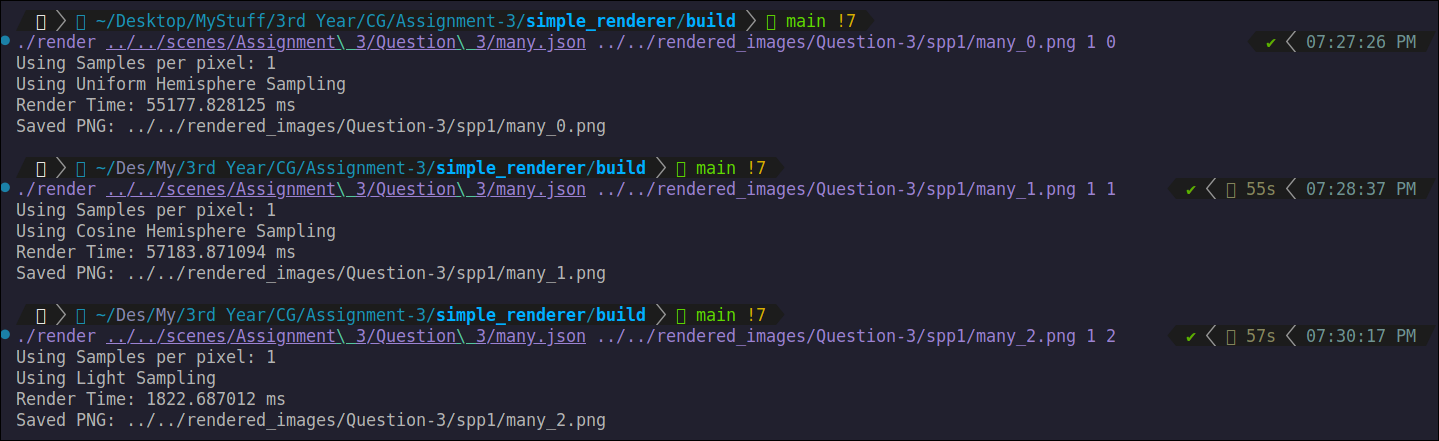 ~/Desktop/MyStuff/3rd Year/CG/Assignment-3/simple_renderer/build main !7
./render ../../scenes/Assignment\ 3/Question\ 3/many.json ../../rendered_images/Question-3/spp1/many_0.png 1 0 ✔ 07:27:26 PM
Using Samples per pixel: 1
Using Uniform Hemisphere Sampling
Render Time: 55177.828125 ms
Saved PNG: ../../rendered_images/Question-3/spp1/many_0.png
~/Des/My/3rd Year/CG/Assignment-3/simple_renderer/build main !7
./render ../../scenes/Assignment\ 3/Question\ 3/many.json ../../rendered_images/Question-3/spp1/many_1.png 1 1 ✔ 55s 07:28:37 PM
Using Samples per pixel: 1
Using Cosine Hemisphere Sampling
Render Time: 57183.871094 ms
Saved PNG: ../../rendered_images/Question-3/spp1/many_1.png
~/Des/My/3rd Year/CG/Assignment-3/simple_renderer/build main !7
./render ../../scenes/Assignment\ 3/Question\ 3/many.json ../../rendered_images/Question-3/spp1/many_2.png 1 2 ✔ 57s 07:30:17 PM
Using Samples per pixel: 1
Using Light Sampling
Render Time: 1822.687012 ms
Saved PNG: ../../rendered_images/Question-3/spp1/many_2.png